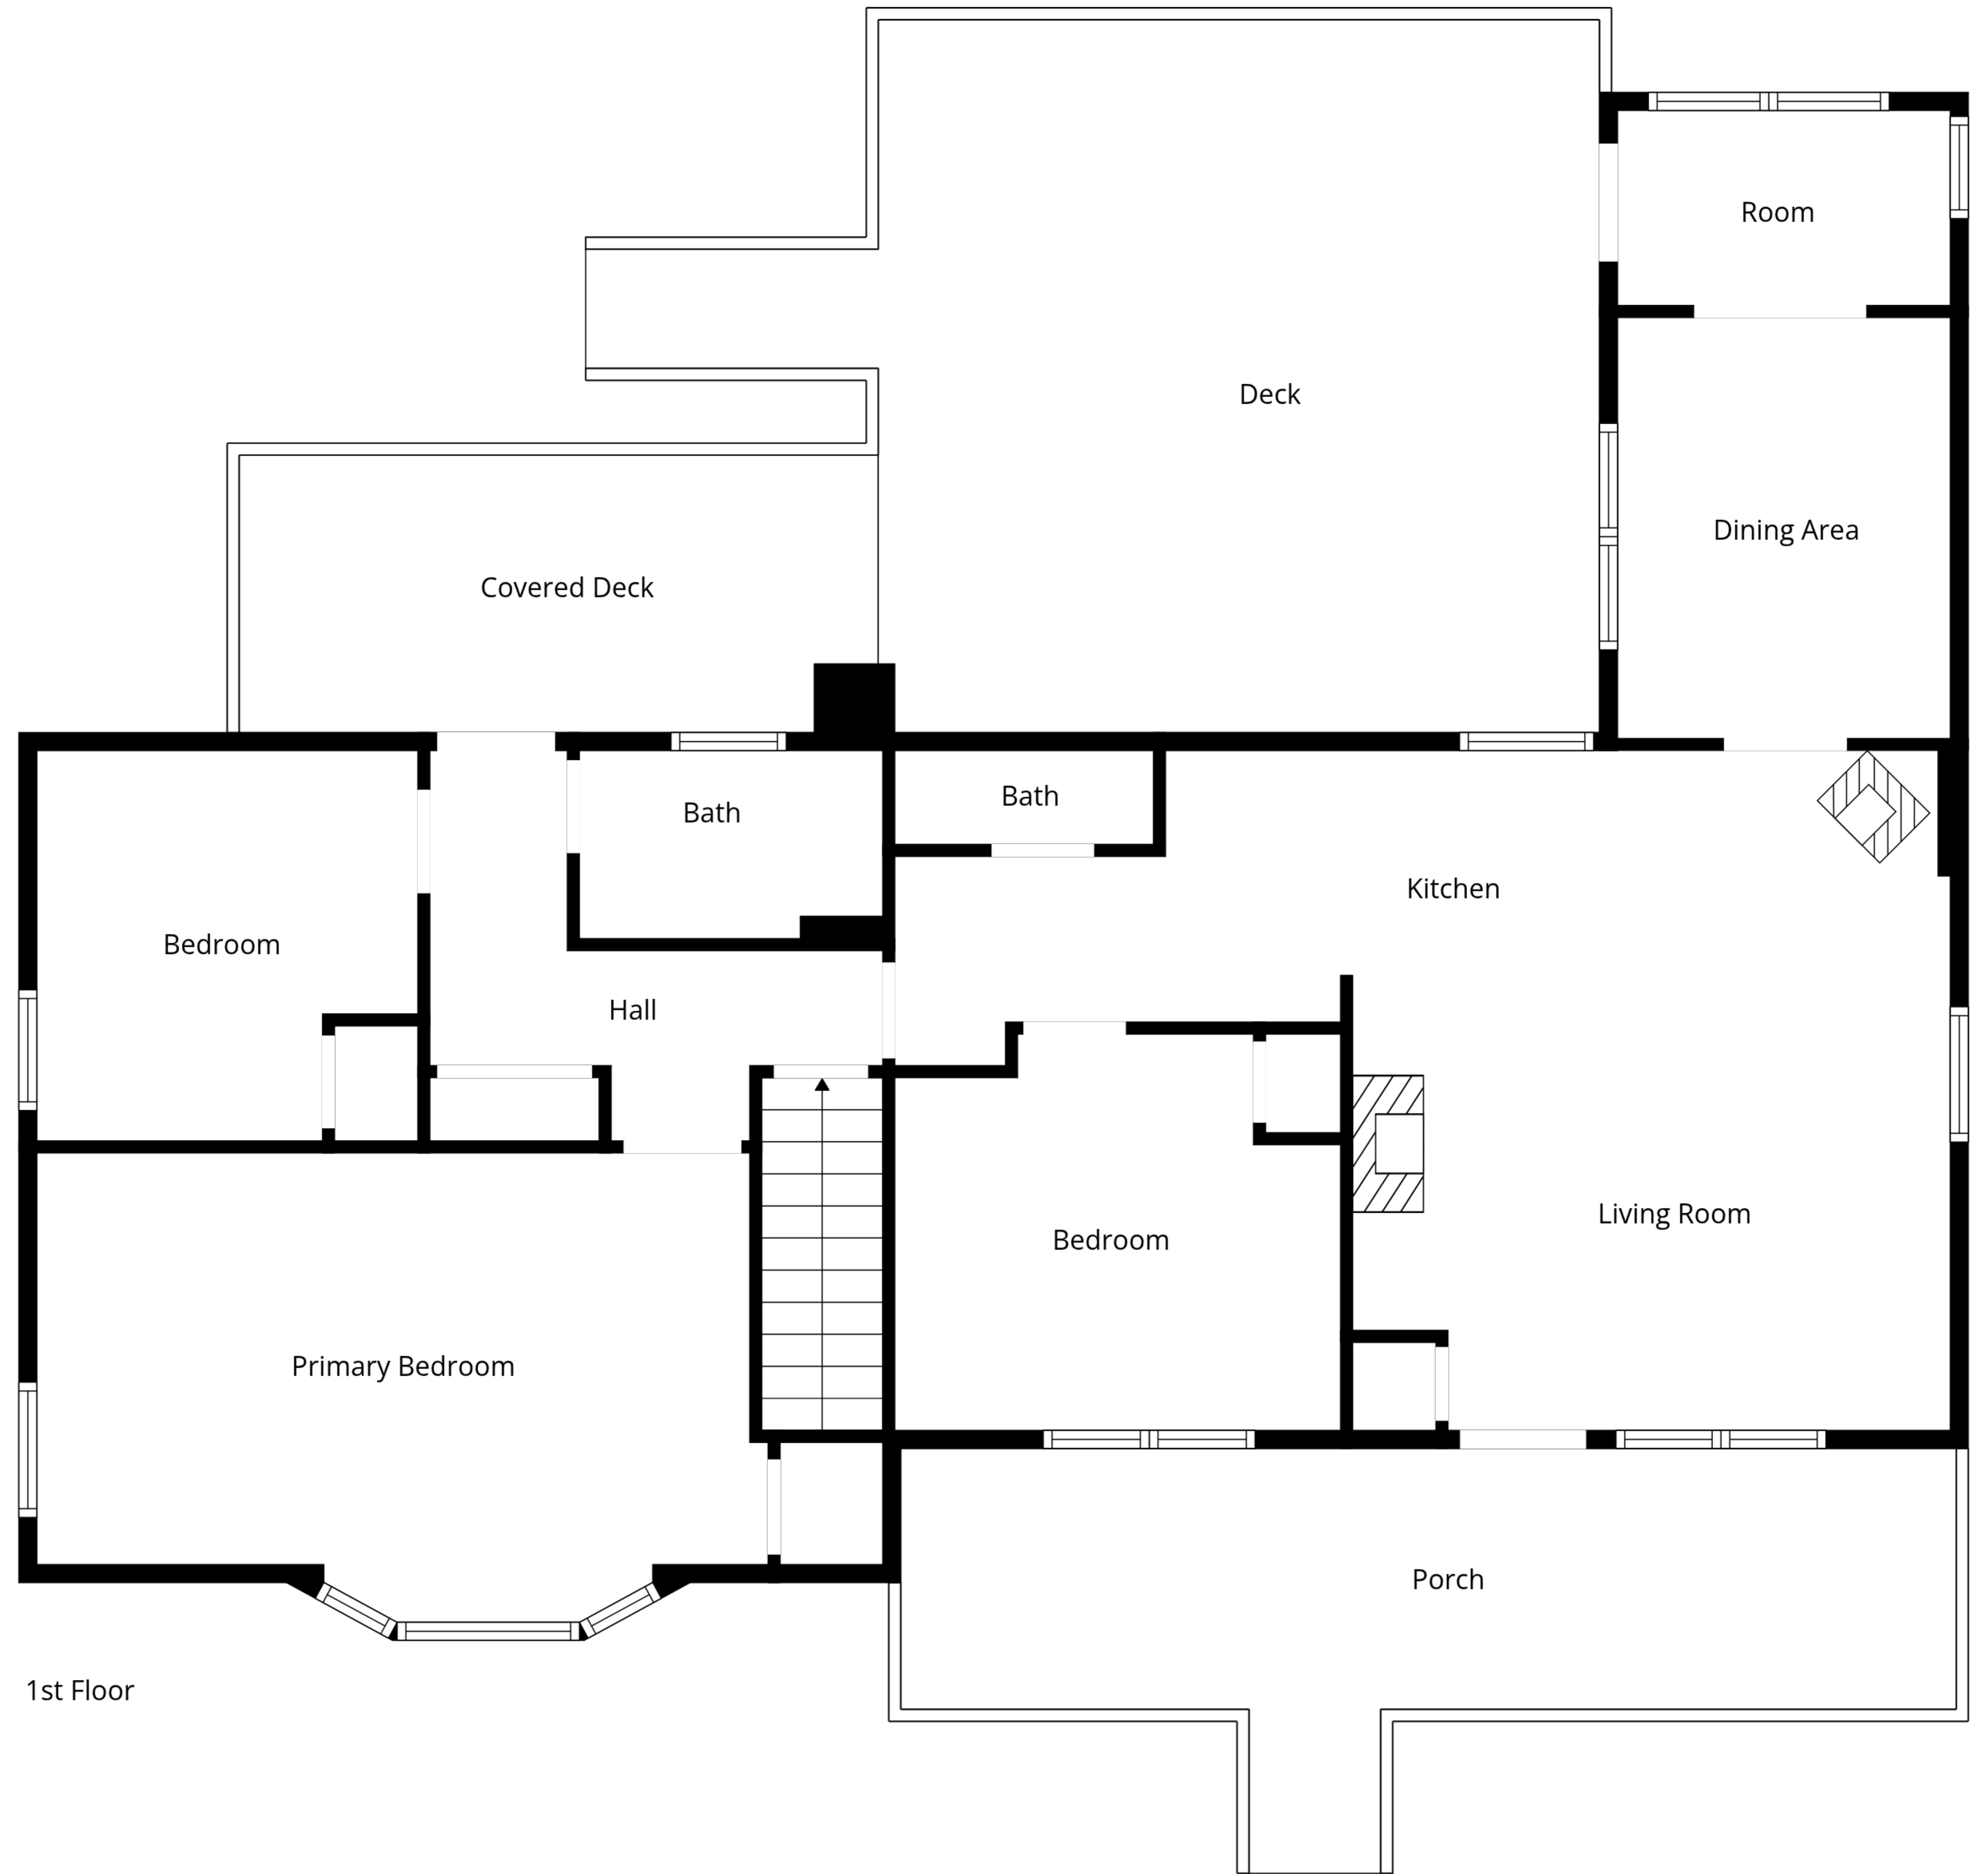 Room
Deck
Dining Area
Covered Deck
Bath
Bath
Kitchen
Bedroom
Hall
Living Room
Bedroom
Primary Bedroom
Porch
1st Floor